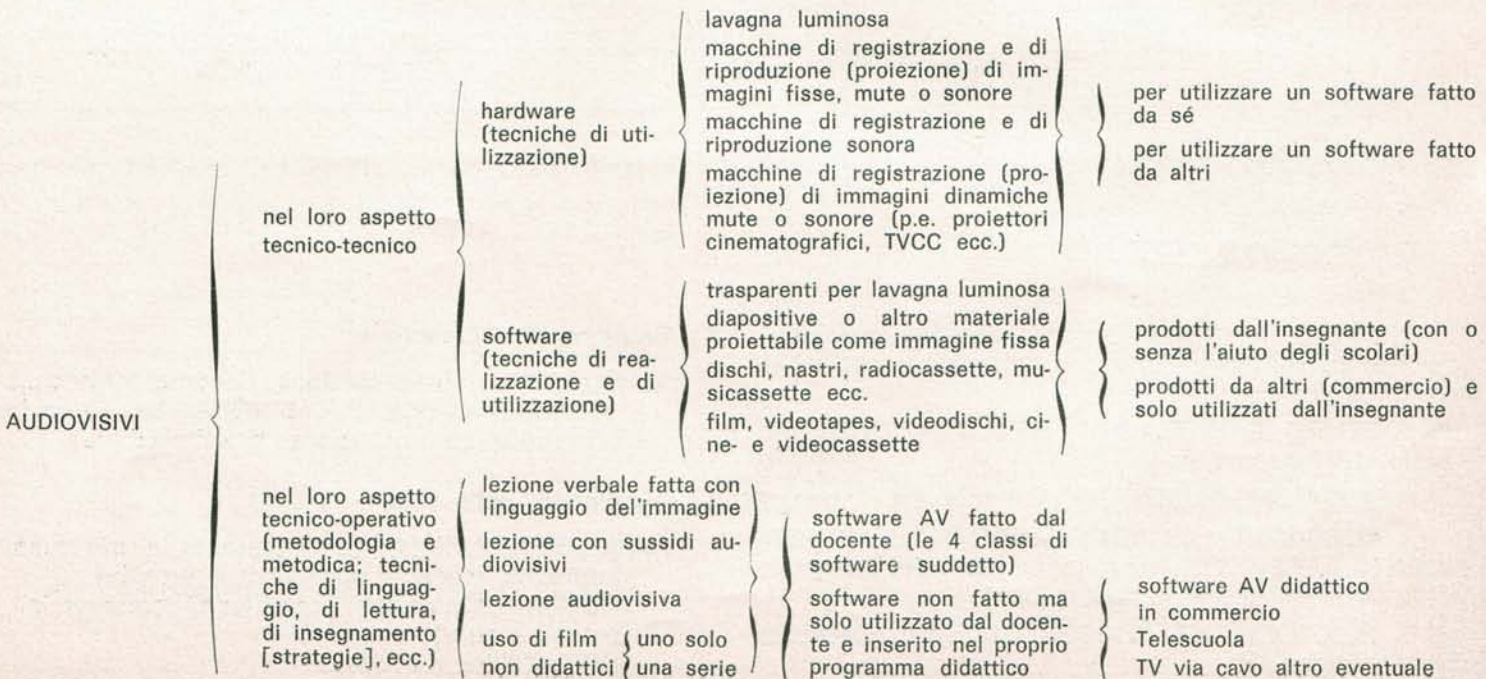 AUDIOVISIVI
nel loro aspetto
tecnico-tecnico
hardware
(tecniche di uti-
lizzazione)
lavagna luminosa
macchine di registrazione e di
riproduzione (proiezione) di im-
magini fisse, mute o sonore
macchine di registrazione e di
riproduzione sonora
macchine di registrazione (pro-
iezione) di immagini dinamiche
mute o sonore (p.e. proiettori
cinematografici, TVCC ecc.)
per utilizzare un software fatto
da sé
per utilizzare un software fatto
da altri
software
(tecniche di rea-
lizzazione e di
utilizzazione)
trasparenti per lavagna luminosa
diapositive o altro materiale
proiettabile come immagine fissa
dischi, nastri, radiocassette, mu-
sicassette ecc.
film, videotapes, videodischi, ci-
ne- e videocassette
prodotti dall'insegnante (con o
senza l'aiuto degli scolari)
prodotti da altri (commercio) e
solo utilizzati dall'insegnante
nel loro aspetto
tecnico-operativo
(metodologia e
metodica; tecni-
che di linguag-
gio, di lettura,
di insegnamento
[strategie], ecc.)
lezione verbale fatta con
linguaggio del'immagine
lezione con sussidi au-
diovisivi
lezione audiovisiva
uso di film
non didattici
uno solo
una serie
software AV fatto dal
docente (le 4 classi di
software suddetto)
software non fatto ma
solo utilizzato dal docen-
te e inserito nel proprio
programma didattico
software AV didattico
in commercio
Telescuola
TV via cavo altro eventuale